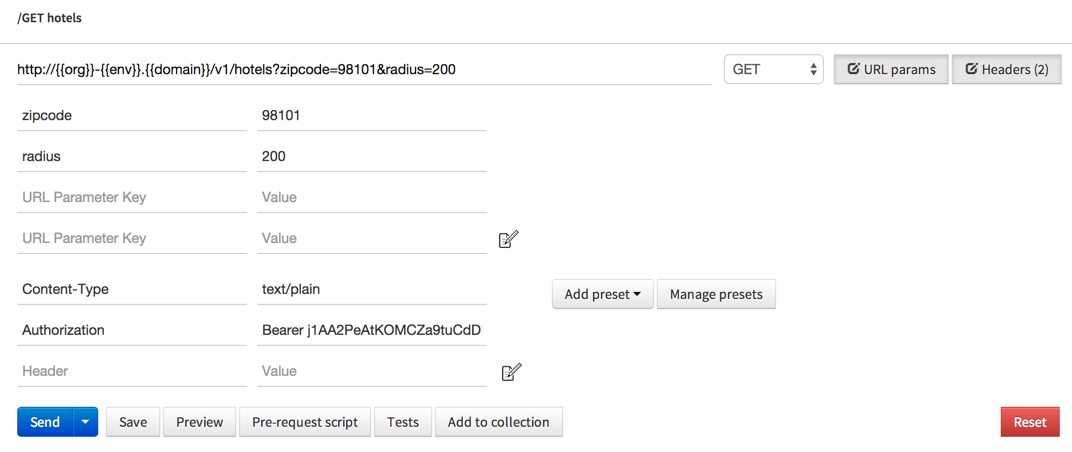 /GET hotels
http://{{org}}-{{env}}.{{domain}}/v1/hotels?zipcode=98101&radius=200 GET URL params Headers (2)
zipcode 98101
radius 200
URL Parameter Key Value
URL Parameter Key Value
Content-Type text/plain Add preset Manage presets
Authorization Bearer j1AA2PeAtKOMCZa9tuCdD
Header Value
Send Save Preview Pre-request script Tests Add to collection Reset